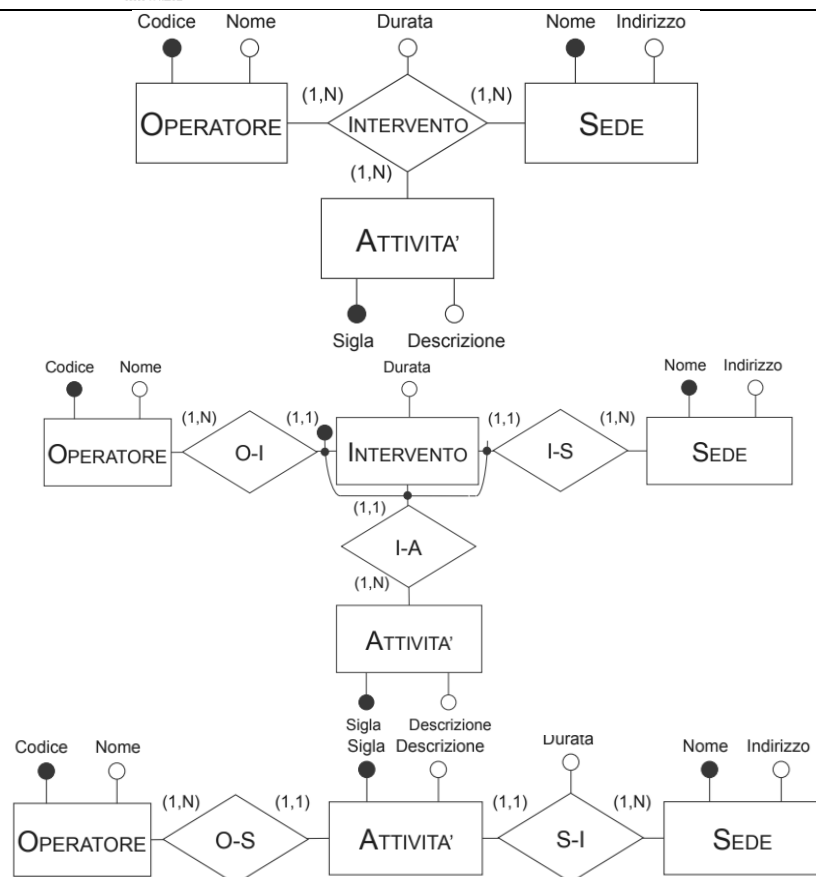 Codice Nome Durata Nome Indirizzo
(1,N) (1,N)
OPERATORE INTERVENTO SEDE
(1,N)
ATTIVITA'
Sigla Descrizione
Codice Nome Durata Nome Indirizzo
(1,N) (1,1) (1,1) (1,N)
OPERATORE O-I INTERVENTO I-S SEDE
(1,1)
I-A
(1,N)
ATTIVITA'
Sigla Descrizione
Codice Nome Sigla Descrizione Durata Nome Indirizzo
(1,N) (1,1) (1,1) (1,N)
OPERATORE O-S ATTIVITA' S-I SEDE